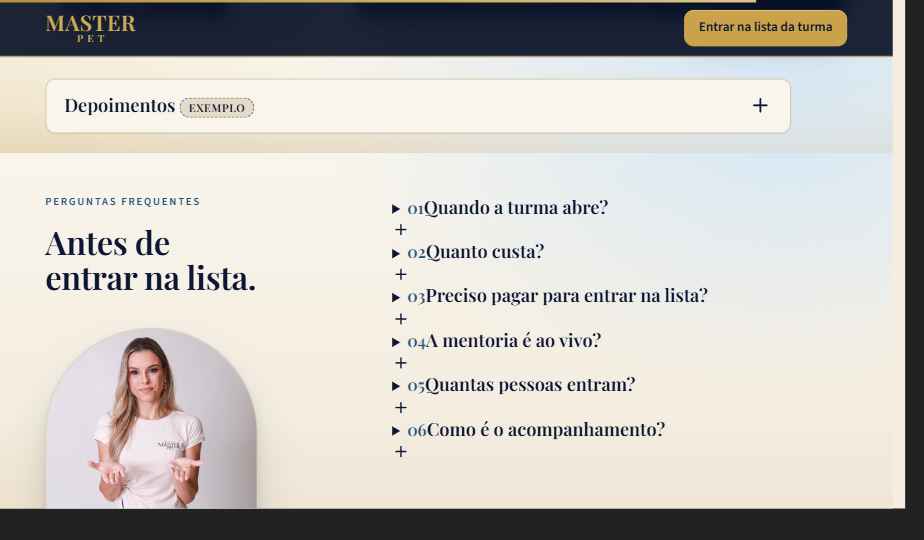 MASTER
PET
Entrar na lista da turma
Depoimentos EXEMPLO
PERGUNTAS FREQUENTES
Antes de
entrar na lista.
01Quando a turma abre?
02Quanto custa?
03Preciso pagar para entrar na lista?
04A mentoria é ao vivo?
05Quantas pessoas entram?
06Como é o acompanhamento?